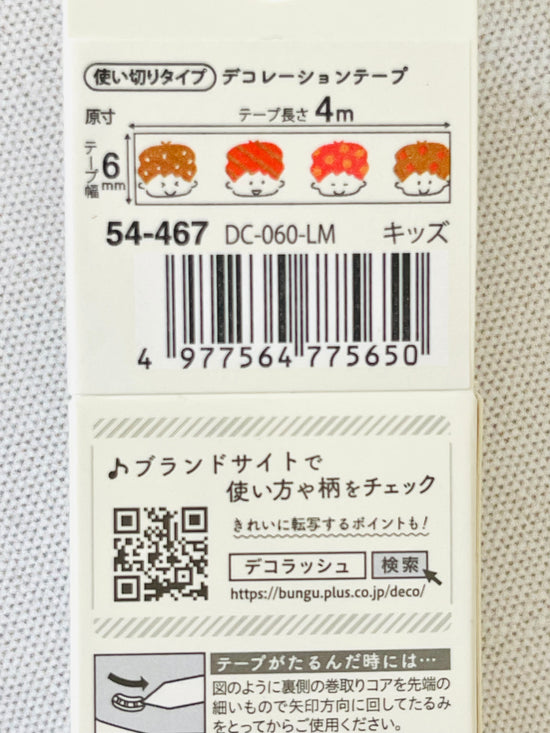 使い切りタイプ デコレーションテープ
原寸 テープ長さ 4m
テープ幅 6mm
54-467 DC-060-LM キッズ
4 977564 775650
ブランドサイトで
使い方や柄をチェック
きれいに転写するポイントも!
デコラッシュ 検索
https://bungu.plus.co.jp/deco/
テープがたるんだ時には…
図のように裏側の巻取りコアを先端の
細いもので矢印方向に回してたるみ
をとってからご使用ください。